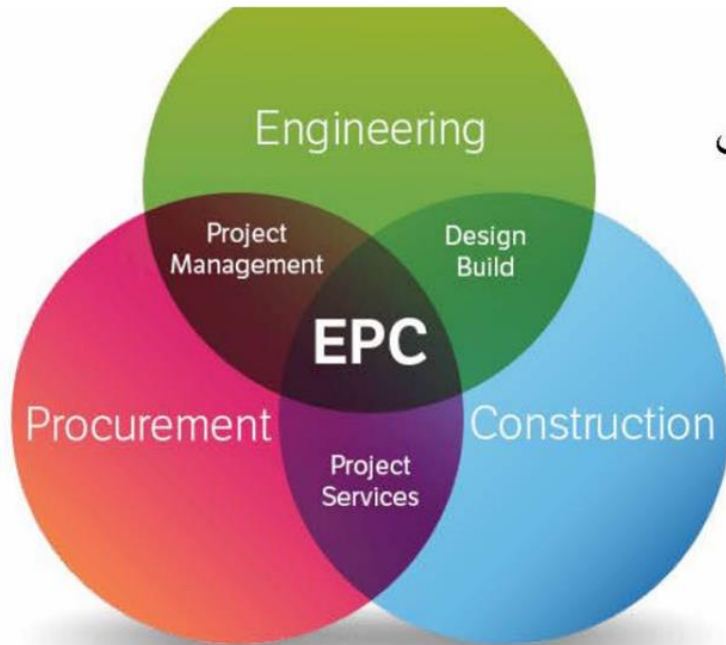 Engineering
Project
Management
Design
Build
EPC
Procurement
Construction
Project
Services